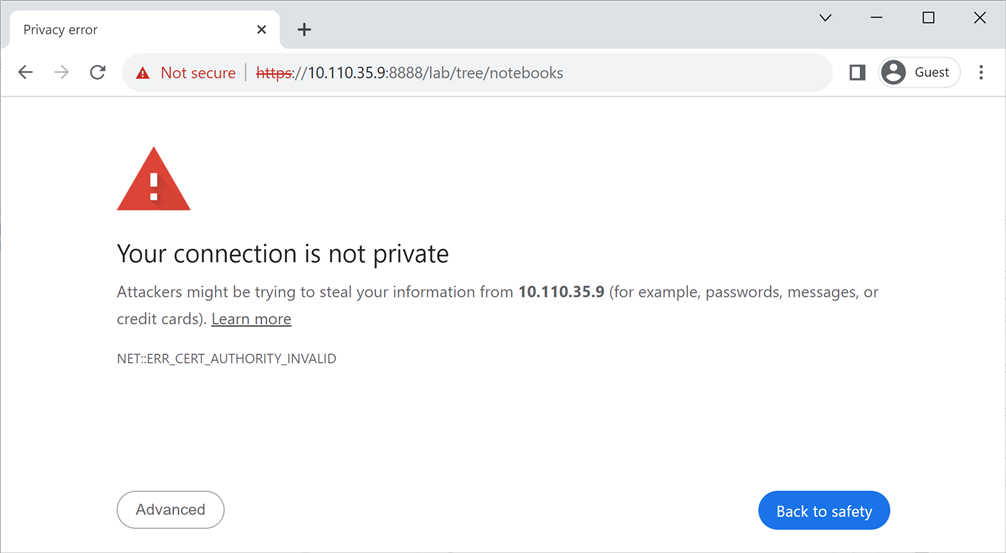 Privacy error
Not secure https://10.110.35.9:8888/lab/tree/notebooks Guest
Your connection is not private
Attackers might be trying to steal your information from 10.110.35.9 (for example, passwords, messages, or
credit cards). Learn more
NET::ERR_CERT_AUTHORITY_INVALID
Advanced Back to safety